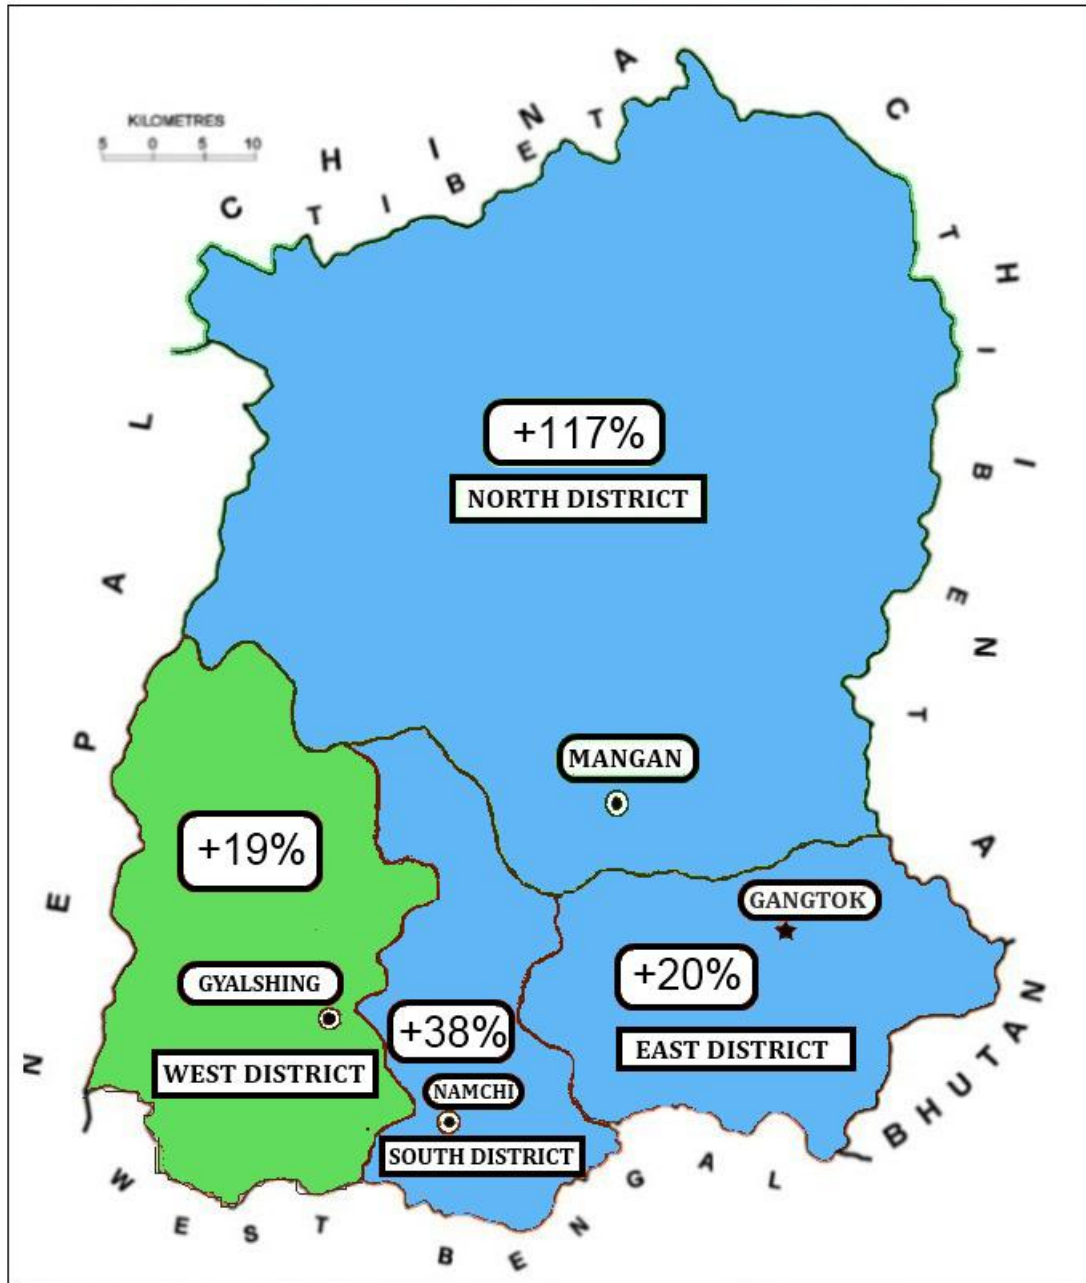 KILOMETRES
5 0 5 10
CHINA
TIBET
CHINA
TIBET
+117%
NORTH DISTRICT
NEPAL
MANGAN
+19%
GANGTOK
+20%
GYALSHING
+38%
EAST DISTRICT
WEST DISTRICT
NAMCHI
SOUTH DISTRICT
BHUTAN
WEST BENGAL